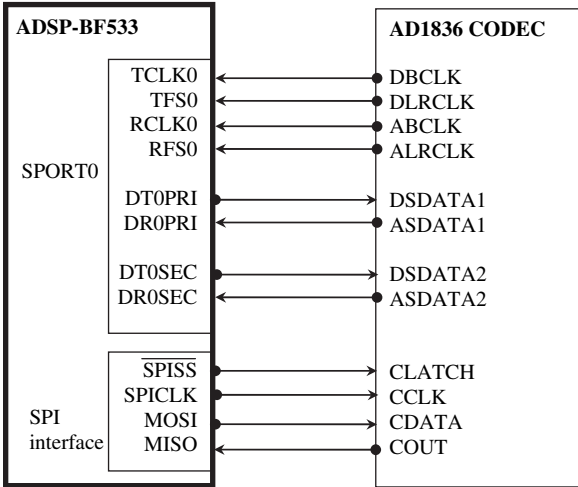 ADSP-BF533
AD1836 CODEC
TCLK0 DBCLK
TFS0 DLRCLK
RCLK0 ABCLK
RFS0 ALRCLK
SPORT0
DT0PRI DSDATA1
DR0PRI ASDATA1
DT0SEC DSDATA2
DR0SEC ASDATA2
SPISS CLATCH
SPICLK CCLK
MOSI CDATA
MISO COUT
SPI
interface